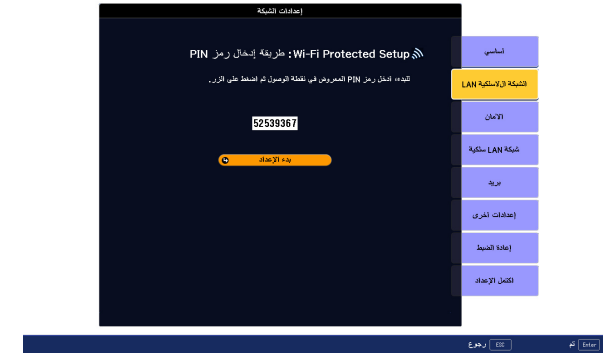 إعدادات الشبكة
Wi-Fi Protected Setup: طريقة إدخال رمز PIN
للبدء، ادخل رمز PIN المعروض في نقطة الوصول ثم اضغط على الزر.
52539367
بدء الإعداد
اساسي
الشبكة اللاسلكية LAN
الأمان
شبكة LAN سلكية
بريد
إعدادات أخرى
إعادة الضبط
اكتمل الإعداد
Esc رجوع
Enter تم